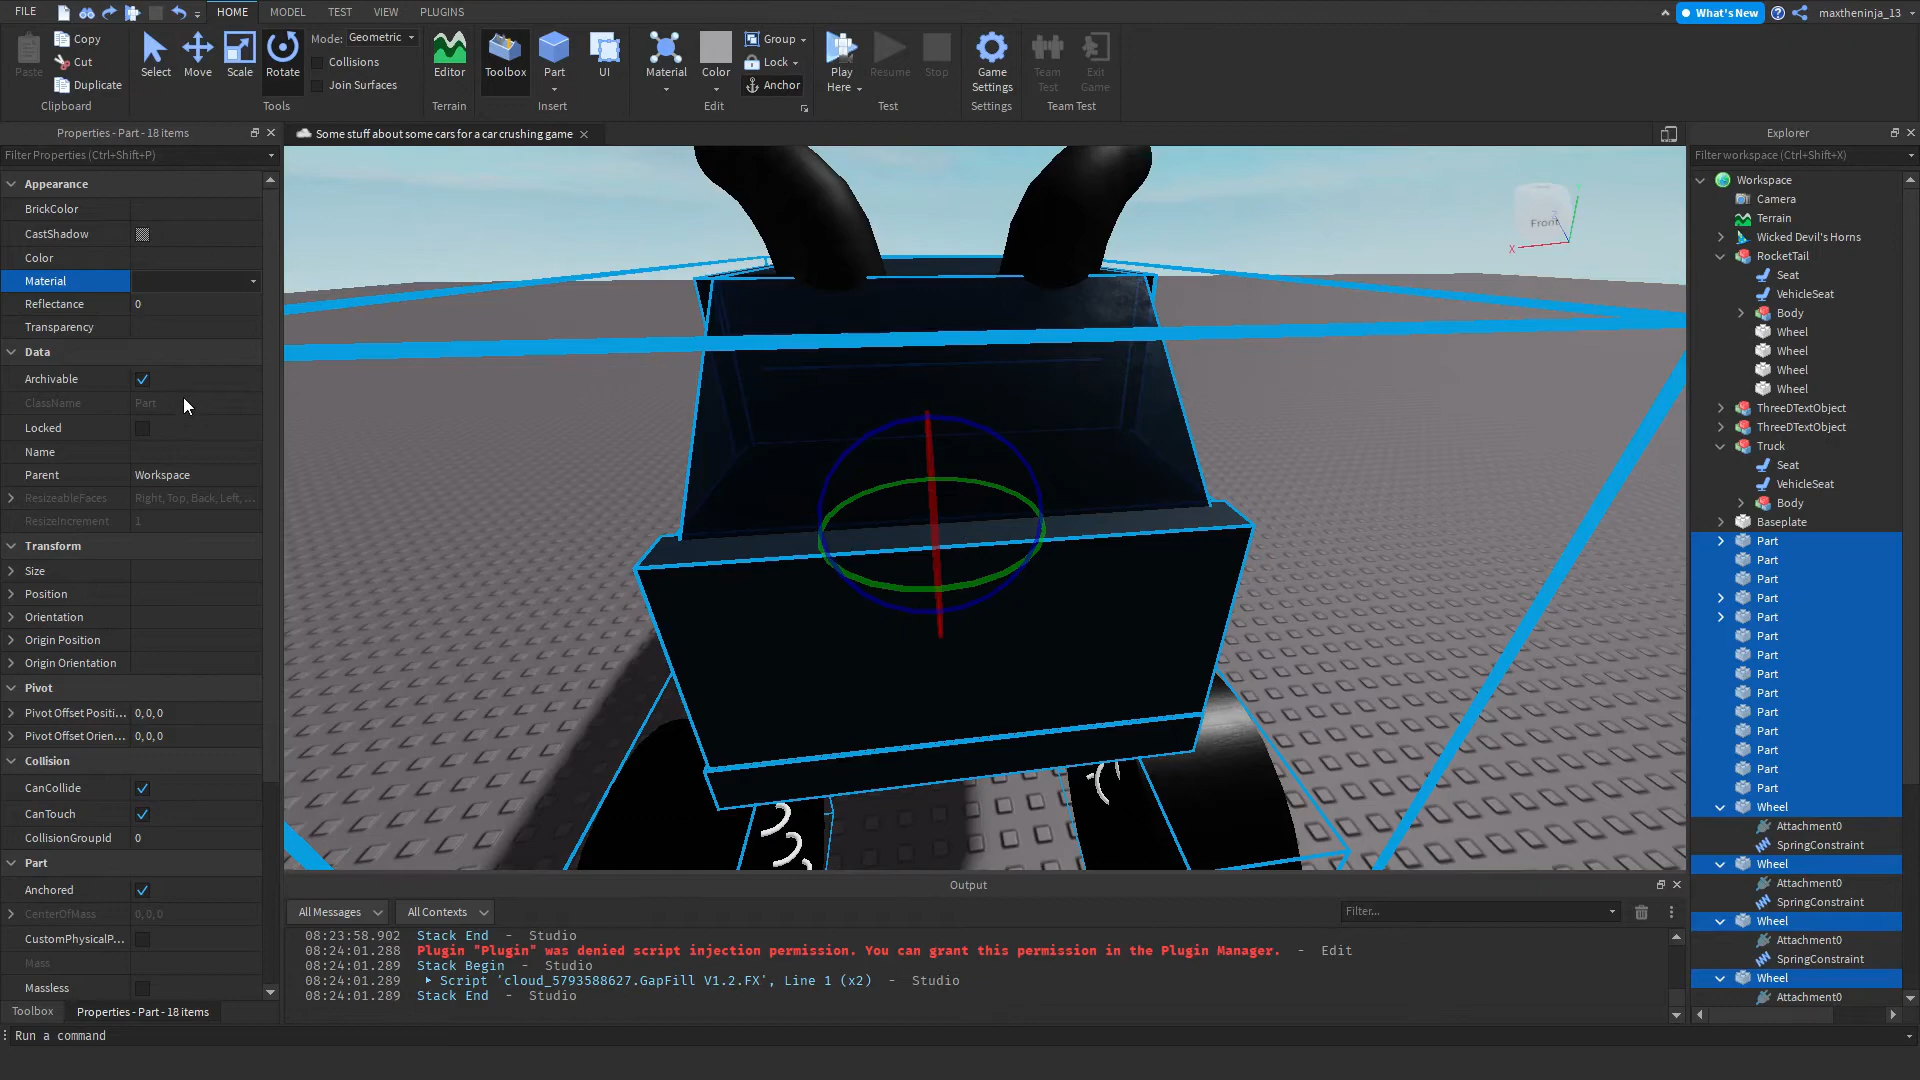 FILE
HOME
MODEL
TEST
VIEW
PLUGINS
What's New
maxtheninja_13
Paste
Copy
Cut
Duplicate
Clipboard
Select
Move
Scale
Rotate
Mode: Geometric
Collisions
Join Surfaces
Tools
Editor
Terrain
Toolbox
Part
UI
Insert
Material
Color
Group
Lock
Anchor
Edit
Play
Here
Resume
Stop
Test
Game
Settings
Settings
Team
Test
Exit
Game
Team Test
Properties - Part - 18 items
Filter Properties (Ctrl+Shift+P)
Appearance
BrickColor
CastShadow
Color
Material
Reflectance 0
Transparency
Data
Archivable
ClassName Part
Locked
Name
Parent Workspace
ResizeableFaces Right, Top, Back, Left, ...
ResizeIncrement 1
Transform
Size
Position
Orientation
Origin Position
Origin Orientation
Pivot
Pivot Offset Positi... 0, 0, 0
Pivot Offset Orien... 0, 0, 0
Collision
CanCollide
CanTouch
CollisionGroupId 0
Part
Anchored
CenterOfMass 0, 0, 0
CustomPhysicalP...
Mass
Massless
Toolbox
Properties - Part - 18 items
Run a command
Some stuff about some cars for a car crushing game
Front
X
Output
All Messages
All Contexts
Filter...
08:23:58.902 Stack End - Studio
08:24:01.288 Plugin "Plugin" was denied script injection permission. You can grant this permission in the Plugin Manager. - Edit
08:24:01.289 Stack Begin - Studio
08:24:01.289 Script 'cloud_5793588627.GapFill V1.2.FX', Line 1 (x2) - Studio
08:24:01.289 Stack End - Studio
Explorer
Filter workspace (Ctrl+Shift+X)
Workspace
Camera
Terrain
Wicked Devil's Horns
RocketTail
Seat
VehicleSeat
Body
Wheel
Wheel
Wheel
Wheel
ThreeDTextObject
ThreeDTextObject
Truck
Seat
VehicleSeat
Body
Baseplate
Part
Part
Part
Part
Part
Part
Part
Part
Part
Part
Part
Part
Part
Part
Wheel
Attachment0
SpringConstraint
Wheel
Attachment0
SpringConstraint
Wheel
Attachment0
SpringConstraint
Wheel
Attachment0